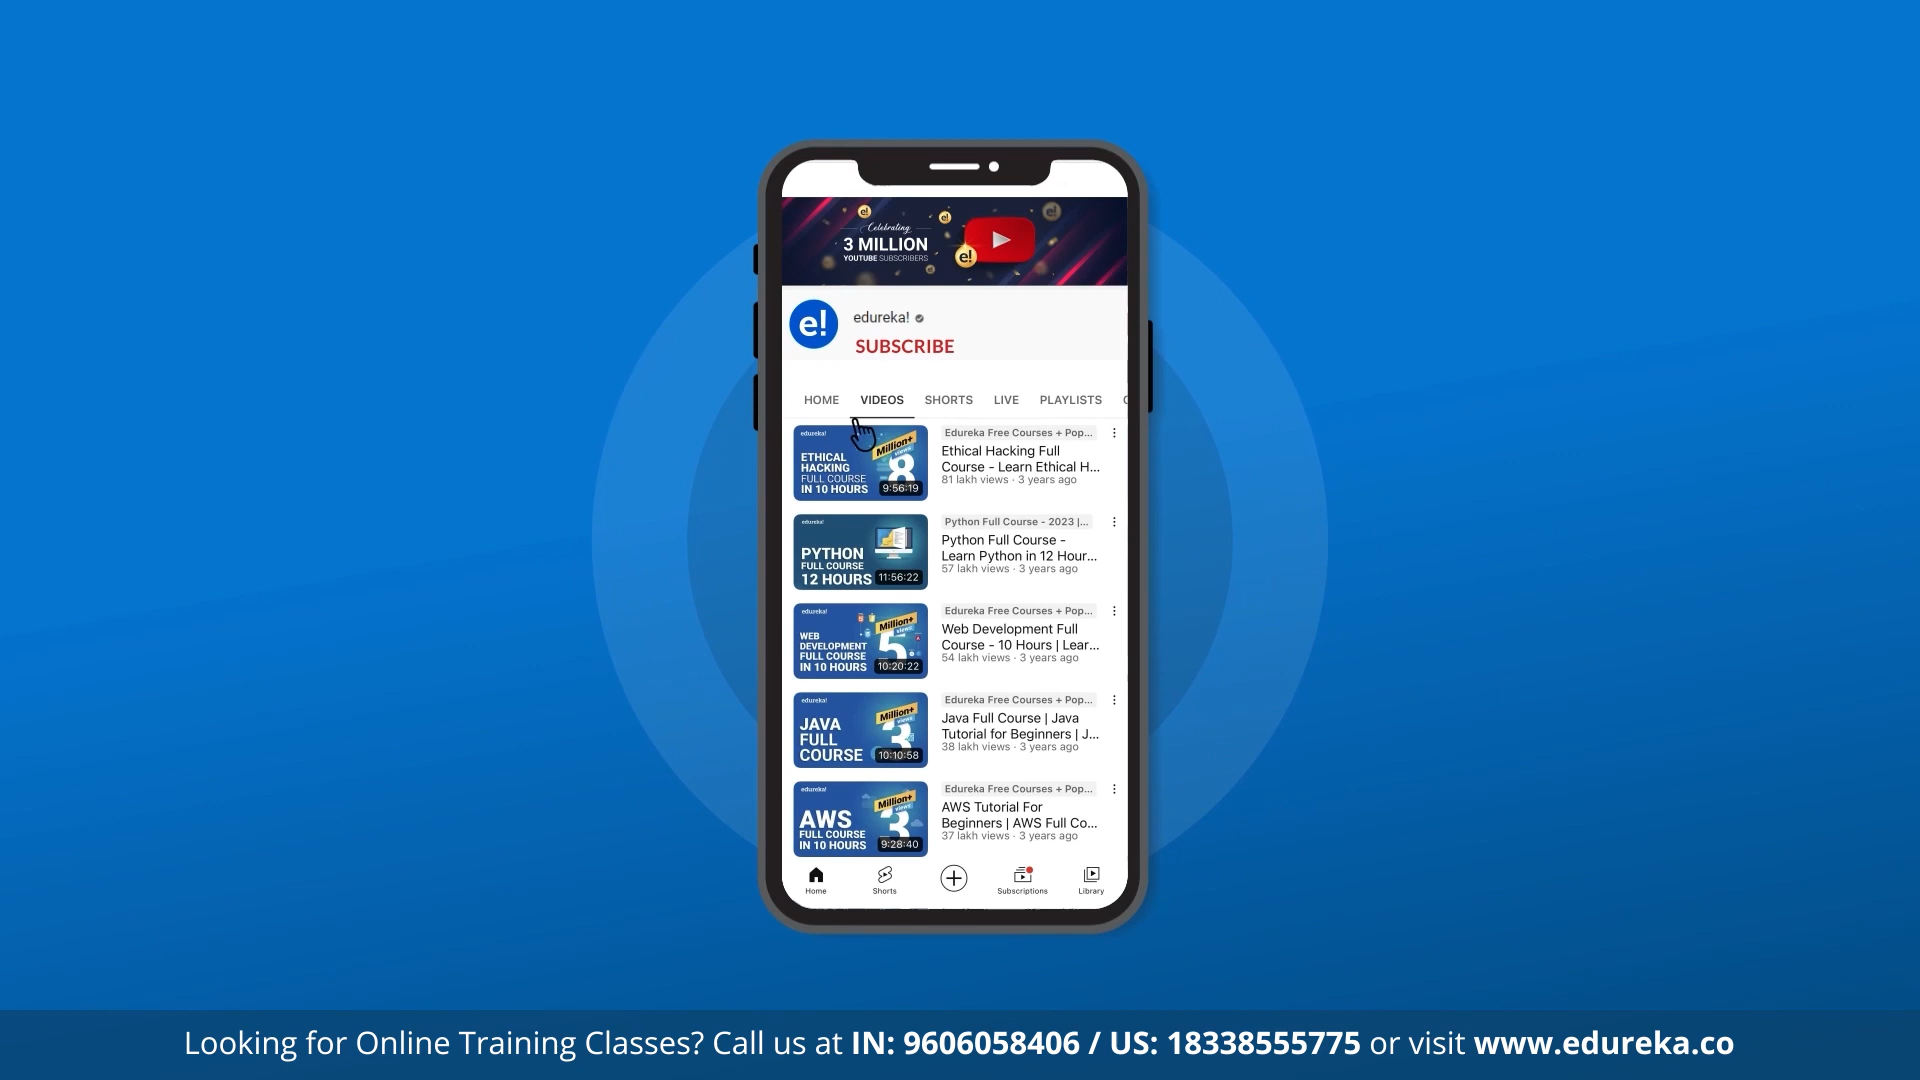 Celebrating
3 MILLION
YOUTUBE SUBSCRIBERS
e!
e!
e!
e!
e!
edureka!
SUBSCRIBE
HOME VIDEOS SHORTS LIVE PLAYLISTS
edureka!
Million+
views
8
ETHICAL
HACKING
FULL COURSE
IN 10 HOURS
9:56:19
Edureka Free Courses + Pop...
Ethical Hacking Full
Course - Learn Ethical H...
81 lakh views · 3 years ago
edureka!
PYTHON
FULL COURSE
12 HOURS
11:56:22
Python Full Course - 2023 |...
Python Full Course -
Learn Python in 12 Hour...
57 lakh views · 3 years ago
edureka!
Million+
views
5
WEB
DEVELOPMENT
FULL COURSE
IN 10 HOURS
10:20:22
Edureka Free Courses + Pop...
Web Development Full
Course - 10 Hours | Lear...
54 lakh views · 3 years ago
edureka!
Million+
views
3
JAVA
FULL
COURSE
10:10:58
Edureka Free Courses + Pop...
Java Full Course | Java
Tutorial for Beginners | J...
38 lakh views · 3 years ago
edureka!
Million+
views
3
AWS
FULL COURSE
IN 10 HOURS
9:28:40
Edureka Free Courses + Pop...
AWS Tutorial For
Beginners | AWS Full Co...
37 lakh views · 3 years ago
Home Shorts Subscriptions Library
Looking for Online Training Classes? Call us at IN: 9606058406 / US: 18338555775 or visit www.edureka.co